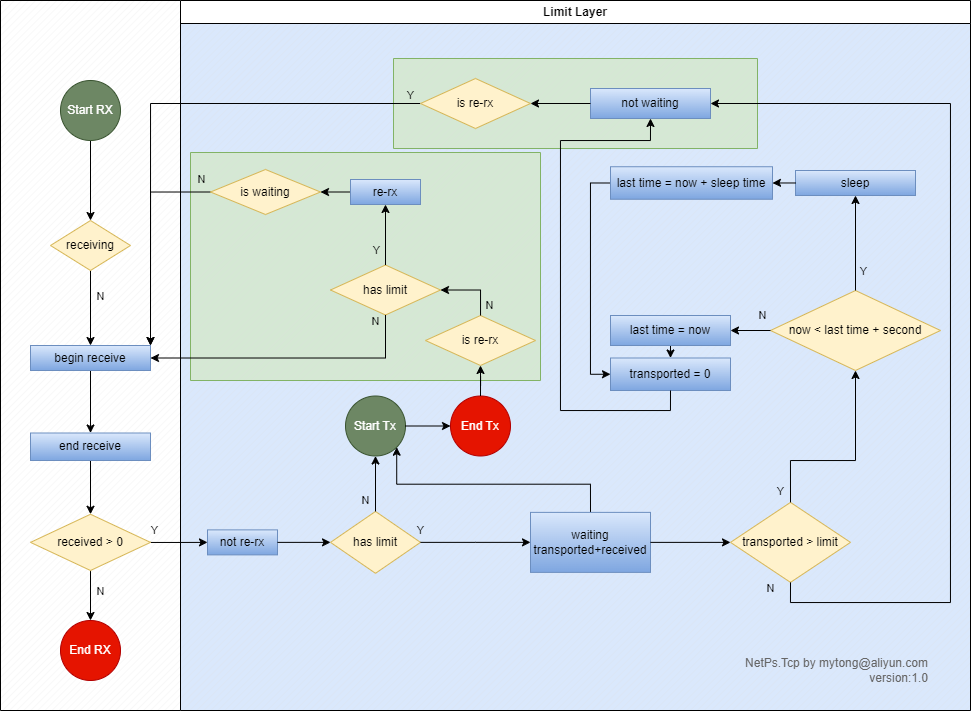 Limit Layer
Start RX
Y
is re-rx
not waiting
N
is waiting
re-rx
last time = now + sleep time
sleep
receiving
Y
Y
has limit
N
N
N
N
begin receive
is re-rx
last time = now
now < last time + second
transported = 0
Start Tx
End Tx
end receive
N
Y
Y
Y
received > 0
not re-rx
has limit
waiting
transported+received
transported > limit
N
N
End RX
NetPs.Tcp by mytong@aliyun.com
version:1.0